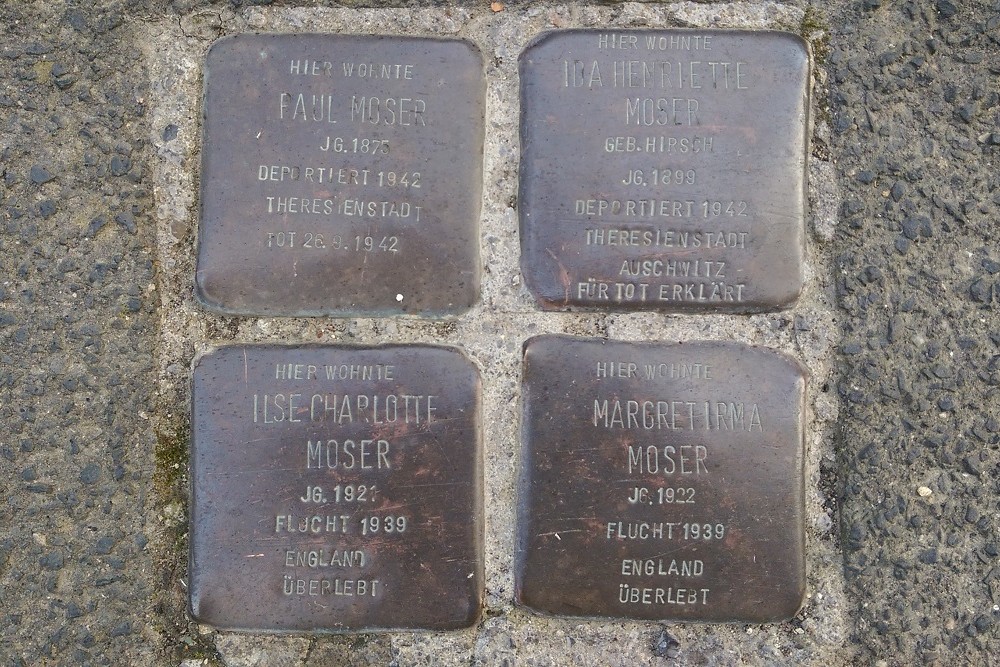 HIER WOHNTE
PAUL MOSER
JG. 1875
DEPORTIERT 1942
THERESIENSTADT
TOT 26.9.1942
HIER WOHNTE
IDA HENRIETTE
MOSER
GEB. HIRSCH
JG. 1899
DEPORTIERT 1942
THERESIENSTADT
AUSCHWITZ
FÜR TOT ERKLÄRT
HIER WOHNTE
ILSE CHARLOTTE
MOSER
JG. 1921
FLUCHT 1939
ENGLAND
ÜBERLEBT
HIER WOHNTE
MARGRET IRMA
MOSER
JG. 1922
FLUCHT 1939
ENGLAND
ÜBERLEBT